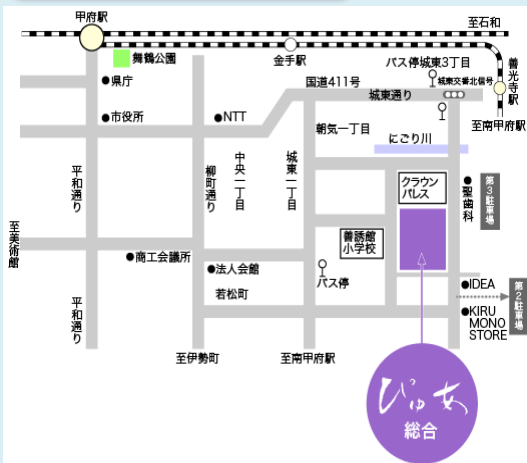 甲府駅
至石和
舞鶴公園
金手駅
バス停城東3丁目
善光寺駅
県庁
国道411号
城東交番北信号
城東通り
市役所
NTT
至南甲府駅
朝気一丁目
にごり川
平和通り
柳町通り
中央一丁目
城東一丁目
クラウン
パレス
聖歯科
第3駐車場
至美術館
善誘館
小学校
商工会議所
法人会館
バス停
若松町
IDEA
第2駐車場
平和通り
KIRU
MONO
STORE
至伊勢町
至南甲府駅
ぴゅあ
総合